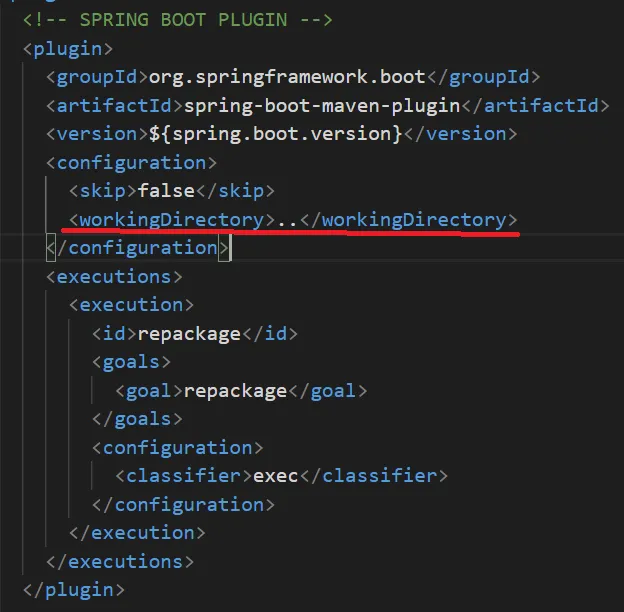 <!-- SPRING BOOT PLUGIN -->
<plugin>
<groupId>org.springframework.boot</groupId>
<artifactId>spring-boot-maven-plugin</artifactId>
<version>${spring.boot.version}</version>
<configuration>
<skip>false</skip>
<workingDirectory>..</workingDirectory>
</configuration>
<executions>
<execution>
<id>repackage</id>
<goals>
<goal>repackage</goal>
</goals>
<configuration>
<classifier>exec</classifier>
</configuration>
</execution>
</executions>
</plugin>